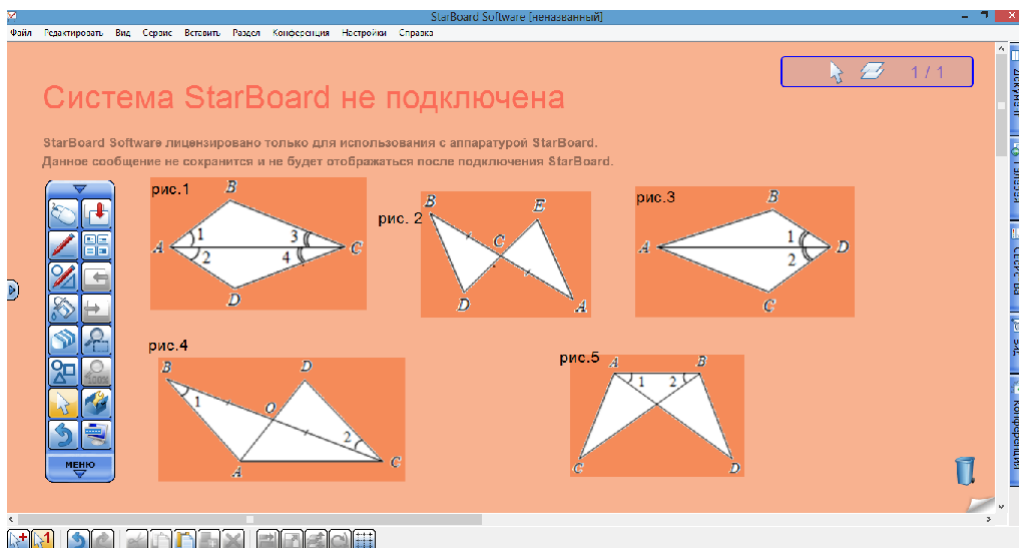 StarBoard Software [неназванный]
Файл Редактировать Вид Сервис Вставить Раздел Конференция Настройки Справка
1 / 1
Система StarBoard не подключена
StarBoard Software лицензировано только для использования с аппаратурой StarBoard.
Данное сообщение не сохранится и не будет отображаться после подключения StarBoard.
рис.1
B
A 1 2 3 4 C
D
рис. 2
B E
C
D A
рис.3
B
A 1 2 D
C
рис.4
B D
1 O 2
A C
рис.5
A B
1 2
C D
МЕНЮ